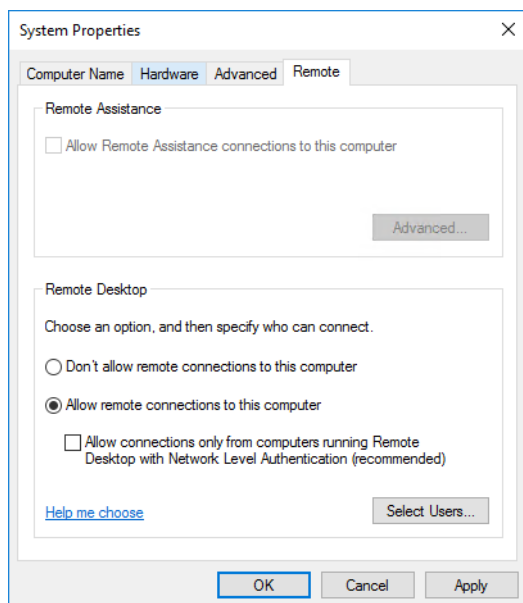 System Properties
Computer Name Hardware Advanced Remote
Remote Assistance
Allow Remote Assistance connections to this computer
Advanced...
Remote Desktop
Choose an option, and then specify who can connect.
Don't allow remote connections to this computer
Allow remote connections to this computer
Allow connections only from computers running Remote
Desktop with Network Level Authentication (recommended)
Help me choose Select Users...
OK Cancel Apply